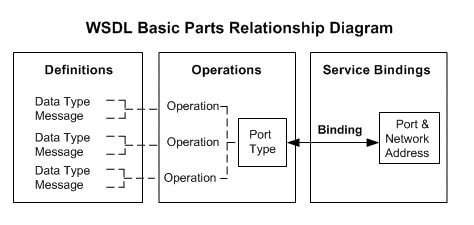 WSDL Basic Parts Relationship Diagram
Definitions
Data Type
Message
Data Type
Message
Data Type
Message
Operations
Operation
Operation
Operation
Port
Type
Binding
Service Bindings
Port &
Network
Address